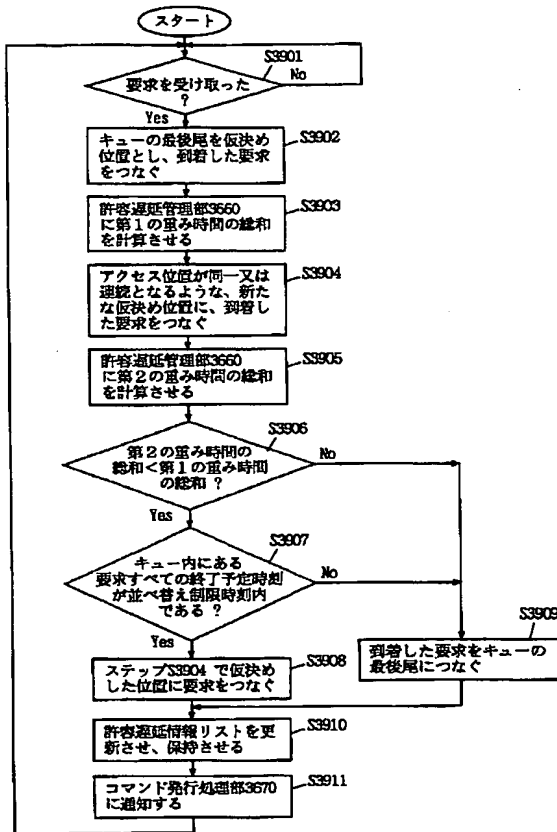 スタート
S3901
要求を受け取った
?
No
Yes
キューの最後尾を仮決め
位置とし、到着した要求
をつなぐ
S3902
許容遅延管理部3660
に第1の重み時間の総和
を計算させる
S3903
アクセス位置が同一又は
連続となるような、新た
な仮決め位置に、到着し
た要求をつなぐ
S3904
許容遅延管理部3660
に第2の重み時間の総和
を計算させる
S3905
S3906
第2の重み時間の
総和<第1の重み時間
の総和 ?
No
Yes
S3907
キュー内にある
要求すべての終了予定時刻
が並べ替え制限時刻内
である ?
No
Yes
S3909
到着した要求をキューの
最後尾につなぐ
ステップS3904 で仮決め
した位置に要求をつなぐ
S3908
許容遅延情報リストを更
新させ、保持させる
S3910
コマンド発行処理部3670
に通知する
S3911